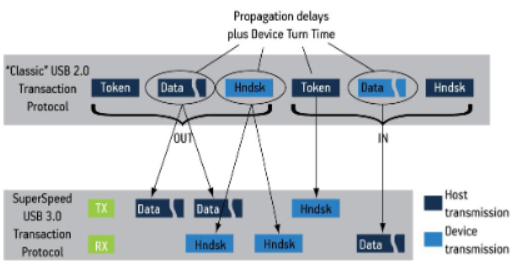 Propagation delays
plus Device Turn Time
"Classic" USB 2.0
Transaction
Protocol
Token
Data
Hndsk
Token
Data
Hndsk
OUT
IN
SuperSpeed
USB 3.0
Transaction
Protocol
TX
Data
Data
Hndsk
RX
Hndsk
Hndsk
Data
Host
transmission
Device
transmission